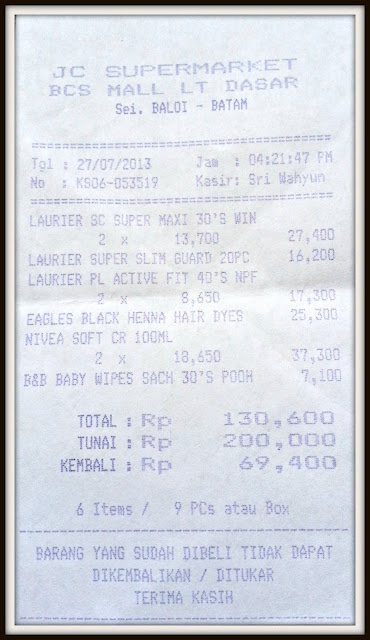 JC SUPERMARKET
BCS MALL LT DASAR
Sei. BALOI - BATAM
Tgl : 27/07/2013 Jam : 04:21:47 PM
No : KS06-053519 Kasir: Sri Wahyun
LAURIER SC SUPER MAXI 30'S WIN
2 x 13,700 27,400
LAURIER SUPER SLIM GUARD 20PC 16,200
LAURIER PL ACTIVE FIT 40'S NPF
2 x 8,650 17,300
EAGLES BLACK HENNA HAIR DYES 25,300
NIVEA SOFT CR 100ML
2 x 18,650 37,300
B&B BABY WIPES SACH 30'S POOH 7,100
TOTAL : Rp 130,600
TUNAI : Rp 200,000
KEMBALI : Rp 69,400
6 Items / 9 PCs atau Box
BARANG YANG SUDAH DIBELI TIDAK DAPAT
DIKEMBALIKAN / DITUKAR
TERIMA KASIH